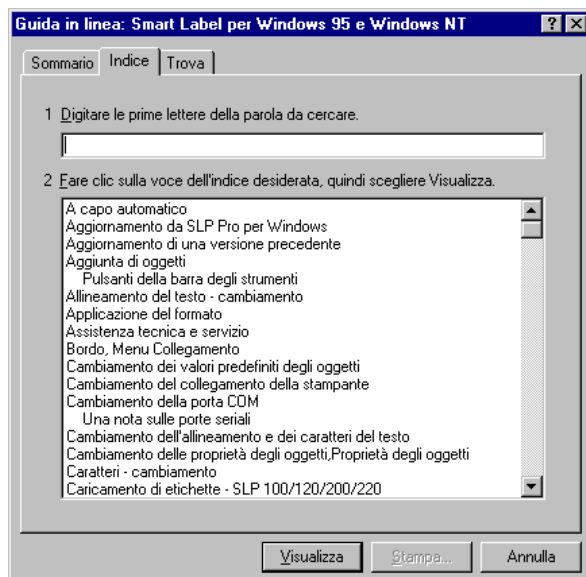 Guida in linea: Smart Label per Windows 95 e Windows NT
Sommario Indice Trova
1 Digitare le prime lettere della parola da cercare.
2 Fare clic sulla voce dell'indice desiderata, quindi scegliere Visualizza.
A capo automatico
Aggiornamento da SLP Pro per Windows
Aggiornamento di una versione precedente
Aggiunta di oggetti
Pulsanti della barra degli strumenti
Allineamento del testo - cambiamento
Applicazione del formato
Assistenza tecnica e servizio
Bordo, Menu Collegamento
Cambiamento dei valori predefiniti degli oggetti
Cambiamento del collegamento della stampante
Cambiamento della porta COM
Una nota sulle porte seriali
Cambiamento dell'allineamento e dei caratteri del testo
Cambiamento delle proprietà degli oggetti,Proprietà degli oggetti
Caratteri - cambiamento
Caricamento di etichette - SLP 100/120/200/220
Visualizza Stampa... Annulla